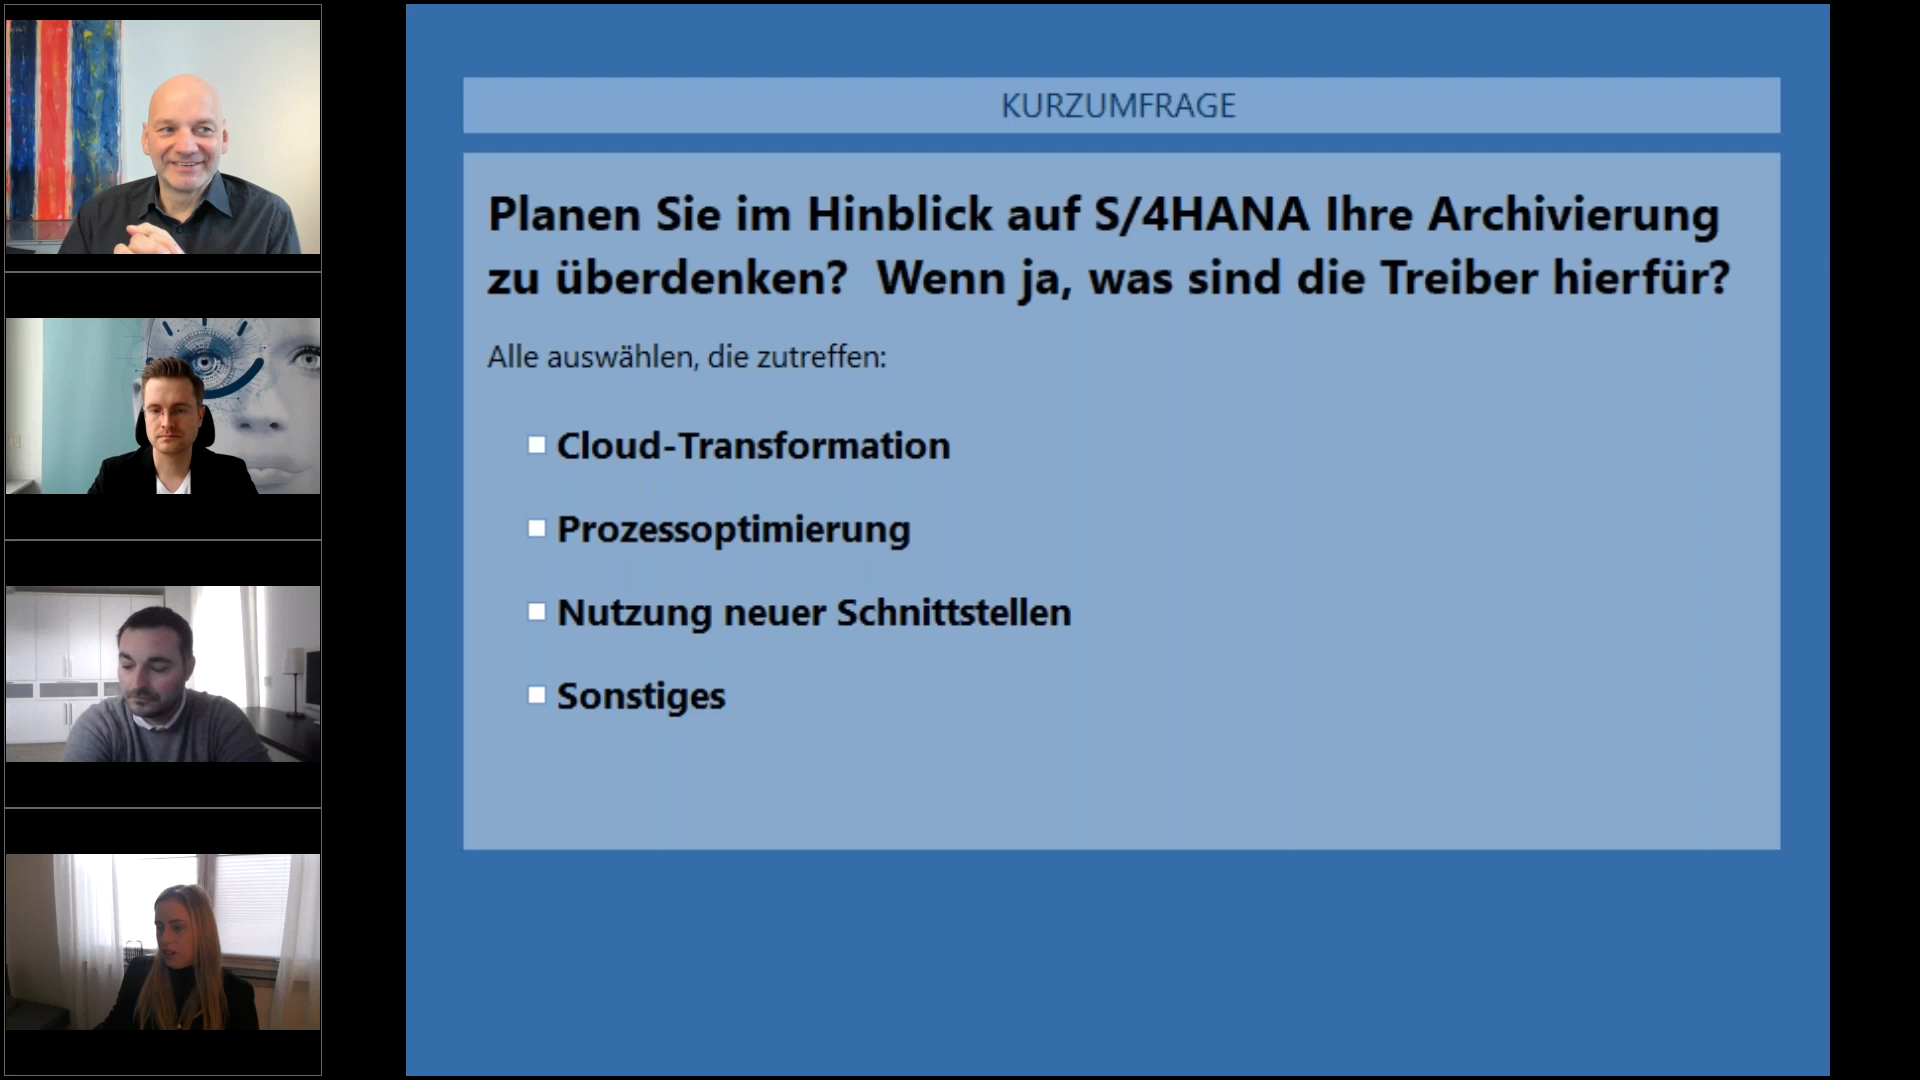 KURZUMFRAGE
Planen Sie im Hinblick auf S/4HANA Ihre Archivierung
zu überdenken?  Wenn ja, was sind die Treiber hierfür?
Alle auswählen, die zutreffen:
Cloud-Transformation
Prozessoptimierung
Nutzung neuer Schnittstellen
Sonstiges